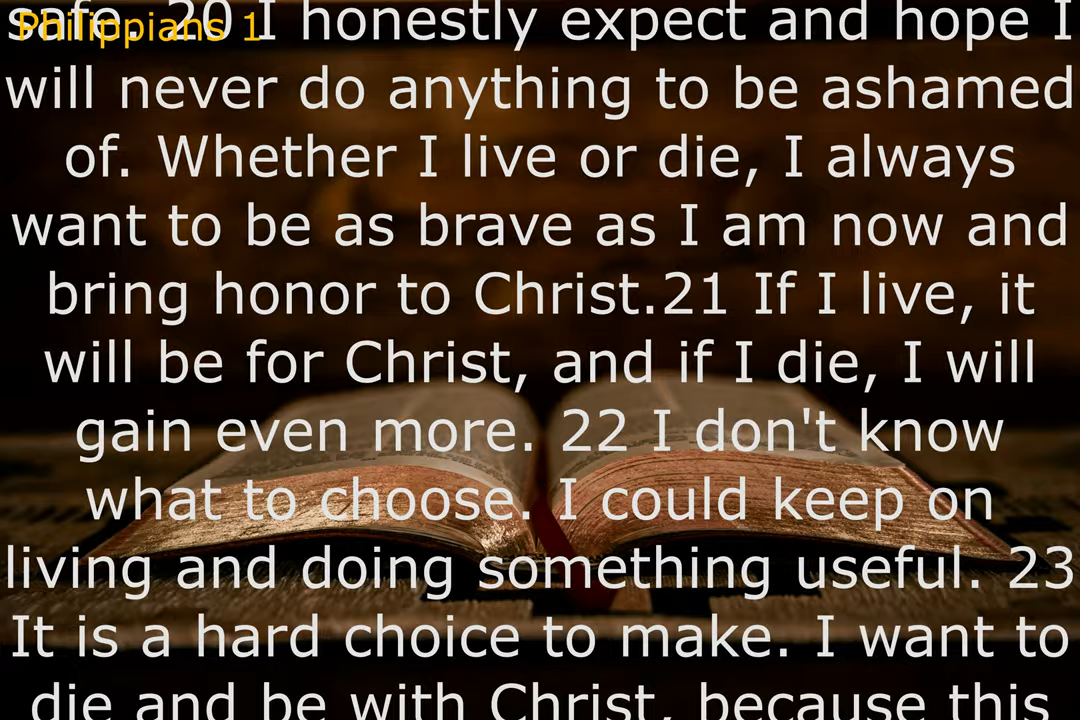 Philippians 1
safe. 20 I honestly expect and hope I
will never do anything to be ashamed
of. Whether I live or die, I always
want to be as brave as I am now and
bring honor to Christ.21 If I live, it
will be for Christ, and if I die, I will
gain even more. 22 I don't know
what to choose. I could keep on
living and doing something useful. 23
It is a hard choice to make. I want to
die and be with Christ, because this